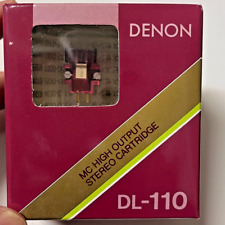 DENON
MC HIGH OUTPUT
STEREO CARTRIDGE
DL-110